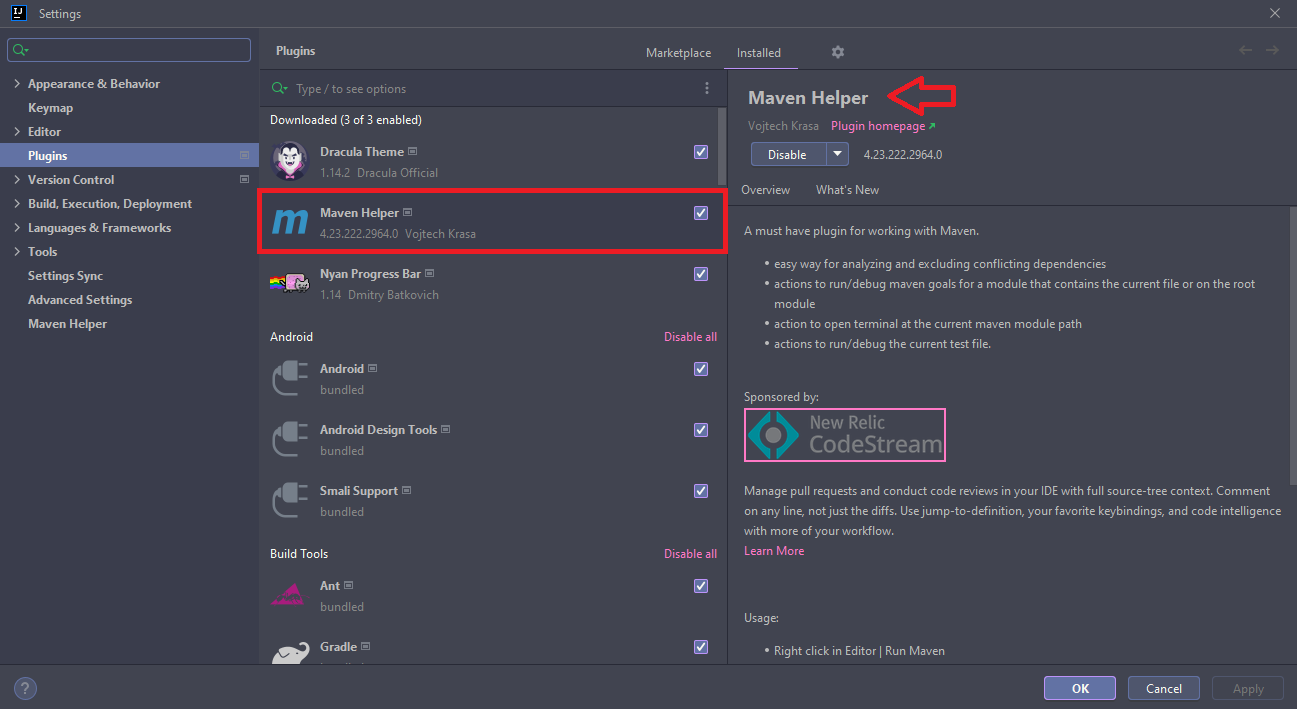 IJ
Settings
Appearance & Behavior
Keymap
Editor
Plugins
Version Control
Build, Execution, Deployment
Languages & Frameworks
Tools
Settings Sync
Advanced Settings
Maven Helper
?
Plugins
Marketplace
Installed
Type / to see options
Downloaded (3 of 3 enabled)
Dracula Theme
1.14.2 Dracula Official
m
Maven Helper
4.23.222.2964.0 Vojtech Krasa
Nyan Progress Bar
1.14 Dmitry Batkovich
Android Disable all
Android
bundled
Android Design Tools
bundled
Smali Support
bundled
Build Tools Disable all
Ant
bundled
Gradle
Maven Helper
Vojtech Krasa Plugin homepage
Disable 4.23.222.2964.0
Overview What's New
A must have plugin for working with Maven.
• easy way for analyzing and excluding conflicting dependencies
• actions to run/debug maven goals for a module that contains the current file or on the root
module
• action to open terminal at the current maven module path
• actions to run/debug the current test file.
Sponsored by:
New Relic
CodeStream
Manage pull requests and conduct code reviews in your IDE with full source-tree context. Comment
on any line, not just the diffs. Use jump-to-definition, your favorite keybindings, and code intelligence
with more of your workflow.
Learn More
Usage:
• Right click in Editor | Run Maven
OK
Cancel
Apply